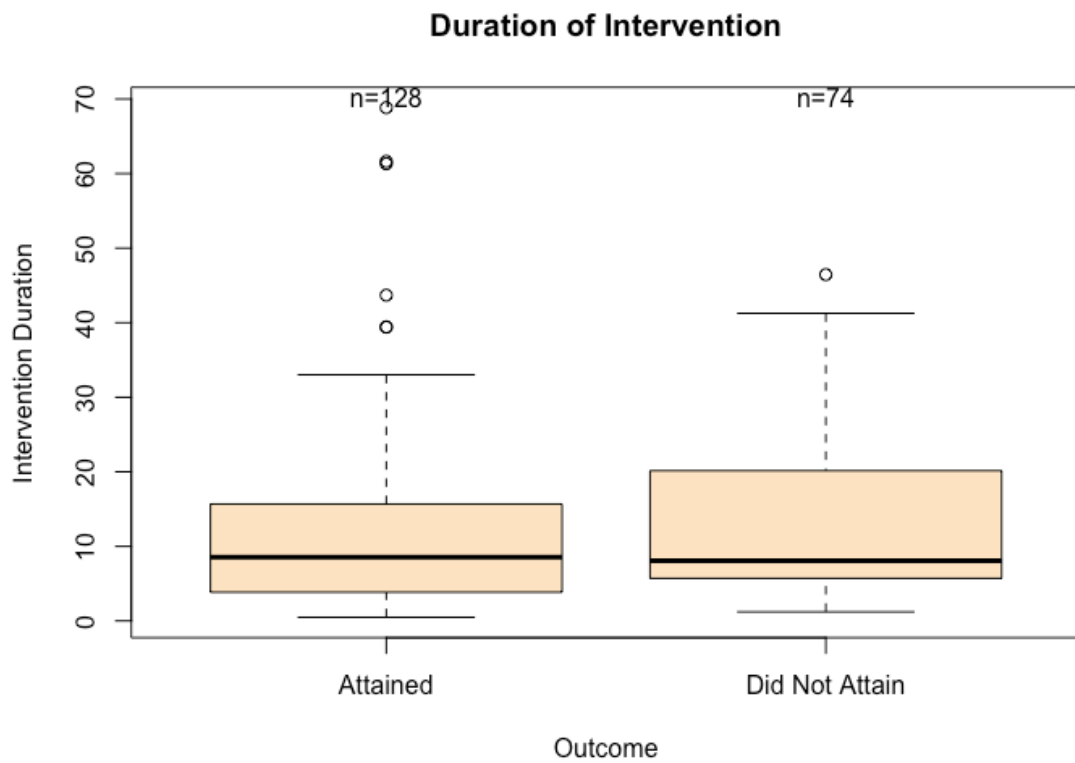 Duration of Intervention
n=128
n=74
Intervention Duration
70
60
50
40
30
20
10
0
Attained
Did Not Attain
Outcome